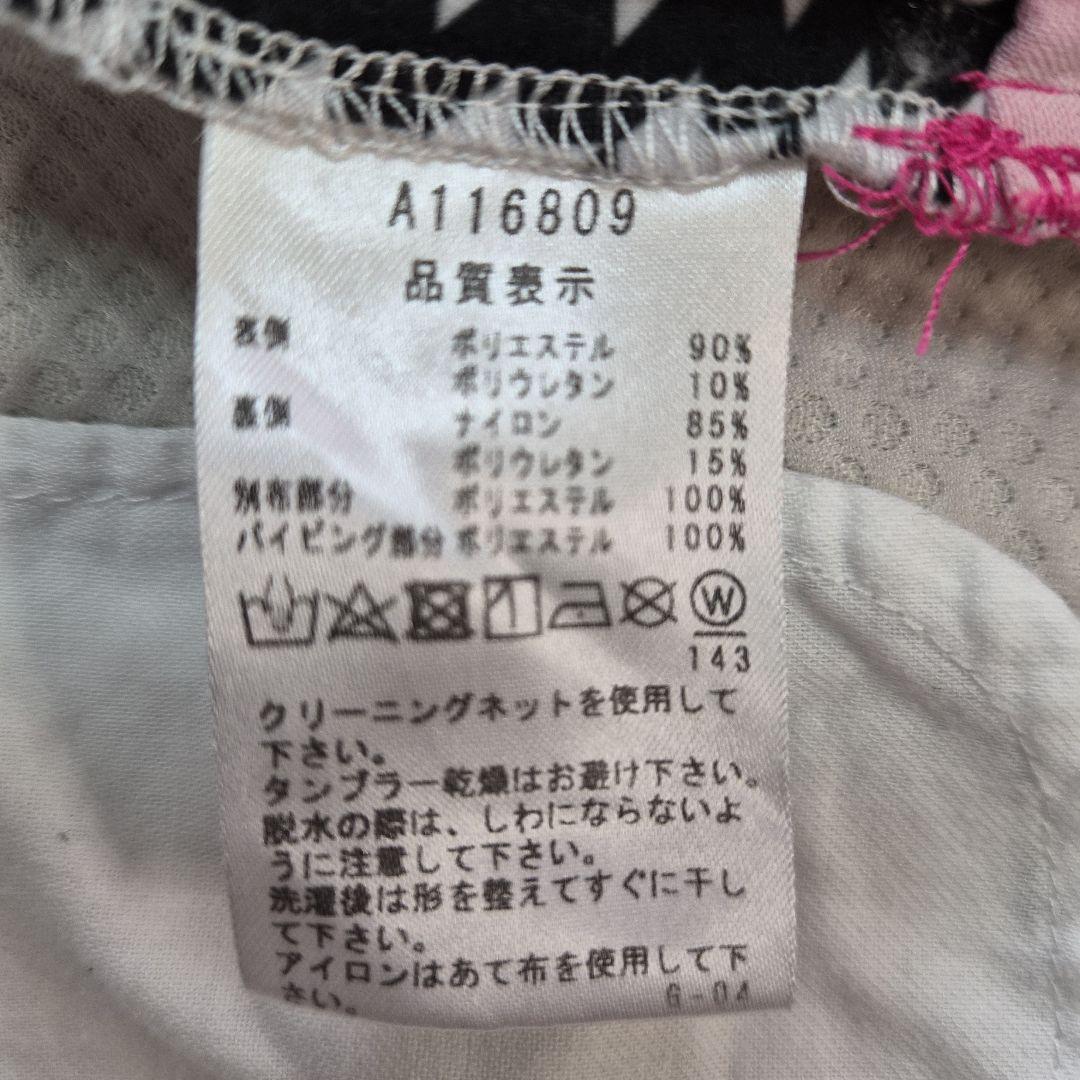 A116809
品質表示
表側 ポリエステル 90%
ポリウレタン 10%
裏側 ナイロン 85%
ポリウレタン 15%
別布部分 ポリエステル 100%
パイピング部分 ポリエステル 100%
W
143
クリーニングネットを使用して
下さい。
タンブラー乾燥はお避け下さい。
脱水の際は、しわにならないよ
うに注意して下さい。
洗濯後は形を整えてすぐに干し
て下さい。
アイロンはあて布を使用して下
さい。
G-04